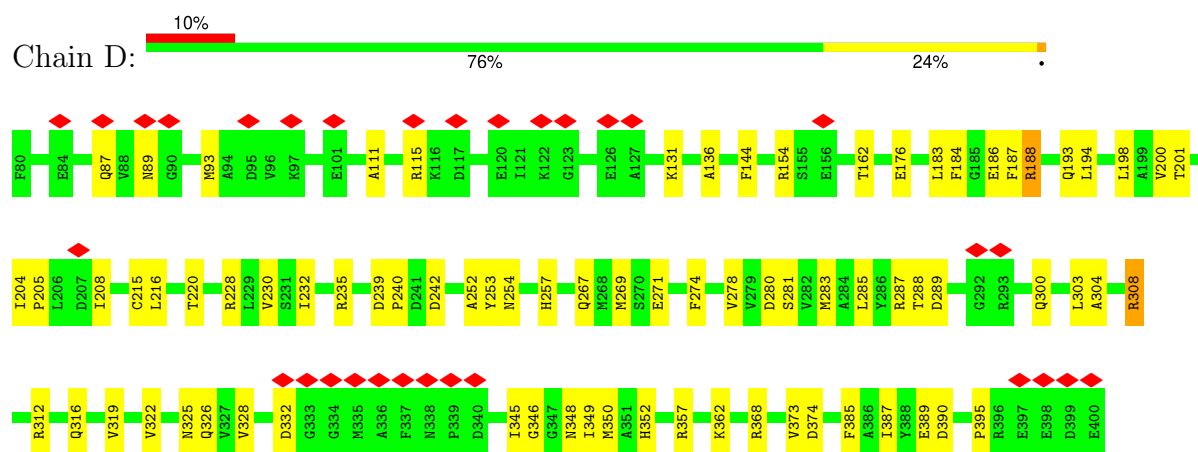 10%
Chain D:
76% 24% •
F80 E84 Q87 V88 N89 G90 M93 A94 D95 V96 K97 E101 A111 R115 K116 D117 E120 I121 K122 G123 E126 A127 K131 A136 F144 R154 S155 E156 T162 E176 L183 F184 G185 E186 F187 R188 Q193 L194 L198 A199 V200 T201
I204 P205 L206 D207 I208 C215 L216 T220 R228 L229 V230 S231 I232 R235 D239 P240 D241 D242 A252 Y253 N254 H257 Q267 M268 M269 S270 E271 F274 V278 V279 D280 S281 V282 M283 A284 L285 Y286 R287 T288 D289 G292 R293 Q300 L303 A304 R308
R312 Q316 V319 V322 N325 Q326 V327 V328 D332 G333 G334 M335 A336 F337 N338 P339 D340 I345 G346 G347 N348 I349 M350 A351 H352 R357 K362 R368 V373 D374 F385 A386 I387 Y388 E389 D390 P395 R396 E397 E398 D399 E400